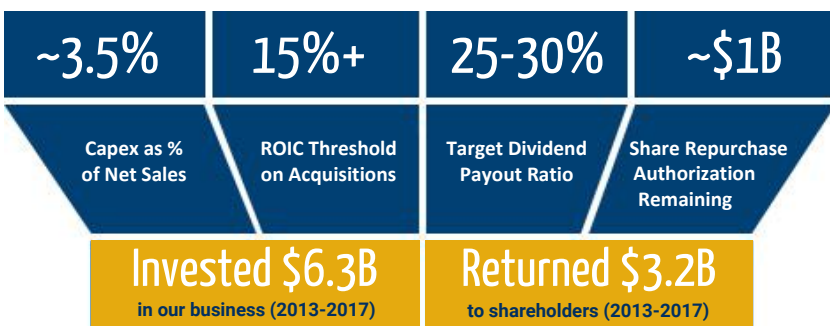 ~3.5%
15%+
25-30%
~$1B
Capex as %
of Net Sales
ROIC Threshold
on Acquisitions
Target Dividend
Payout Ratio
Share Repurchase
Authorization
Remaining
Invested $6.3B
in our business (2013-2017)
Returned $3.2B
to shareholders (2013-2017)